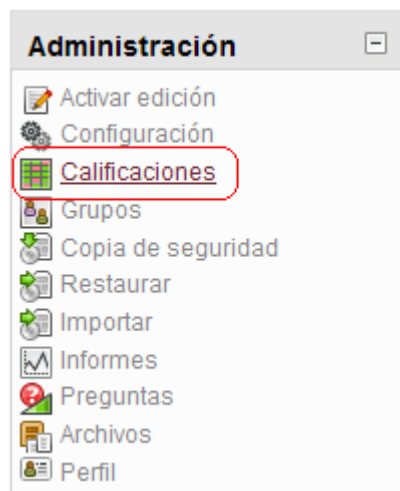 Administración
Activar edición
Configuración
Calificaciones
Grupos
Copia de seguridad
Restaurar
Importar
Informes
Preguntas
Archivos
Perfil